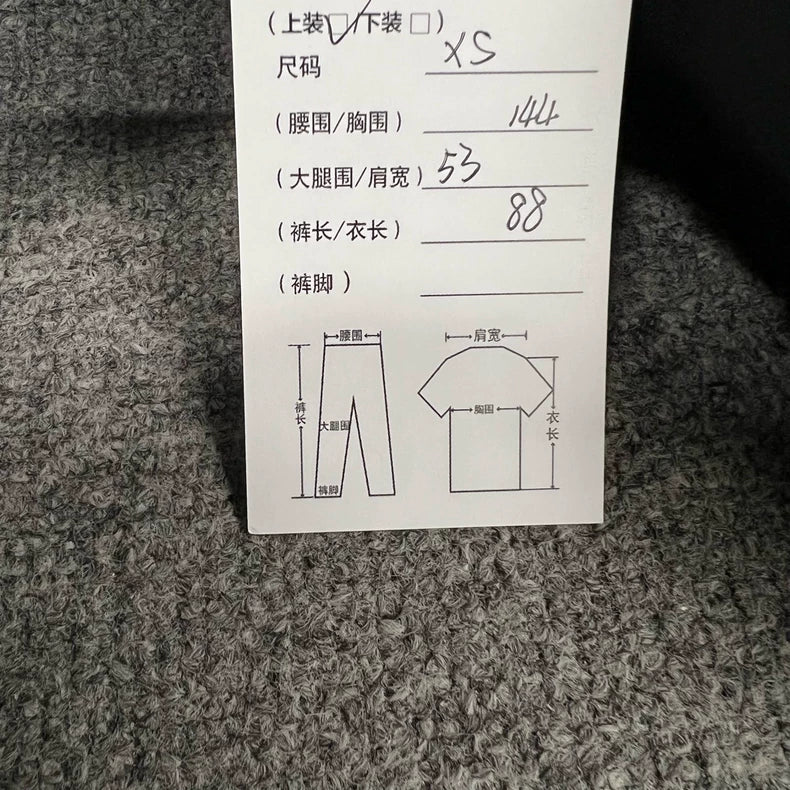 (上装□/下装□)
尺码 XS
(腰围/胸围) 144
(大腿围/肩宽) 53
(裤长/衣长) 88
(裤脚)
腰围
肩宽
裤长
大腿围
胸围
衣长
裤脚